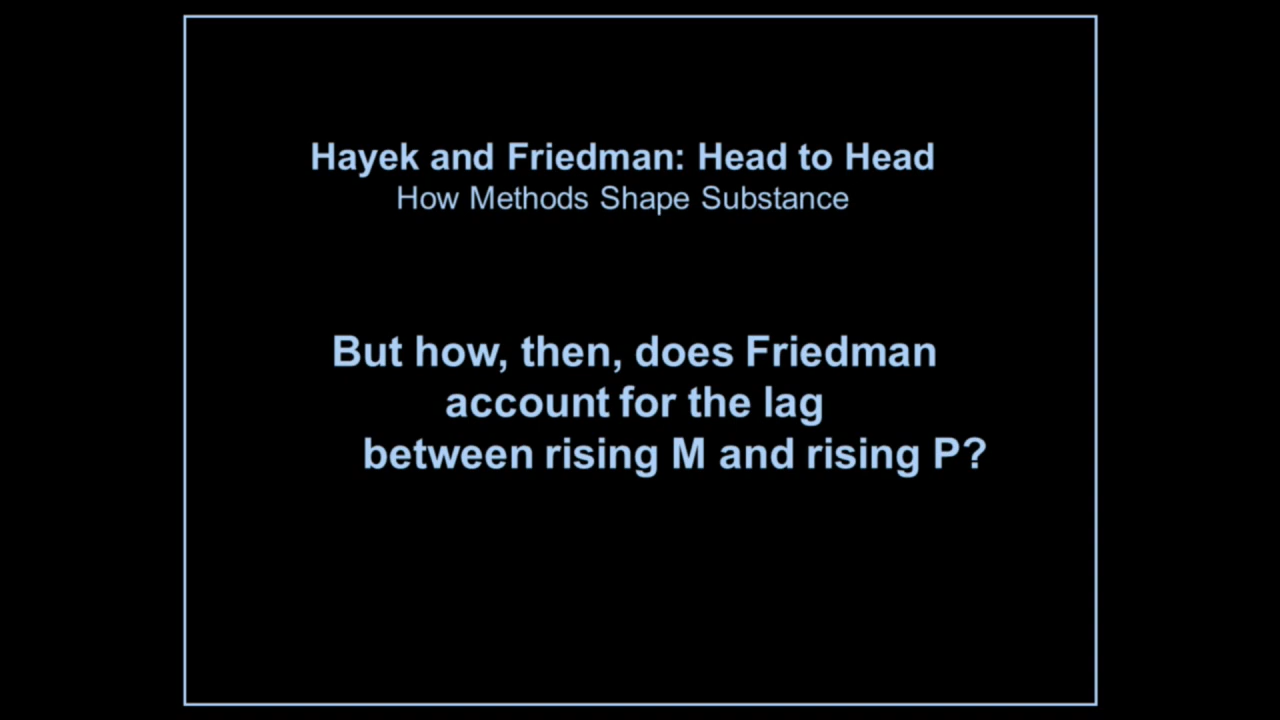 Hayek and Friedman: Head to Head
How Methods Shape Substance
But how, then, does Friedman
account for the lag
between rising M and rising P?